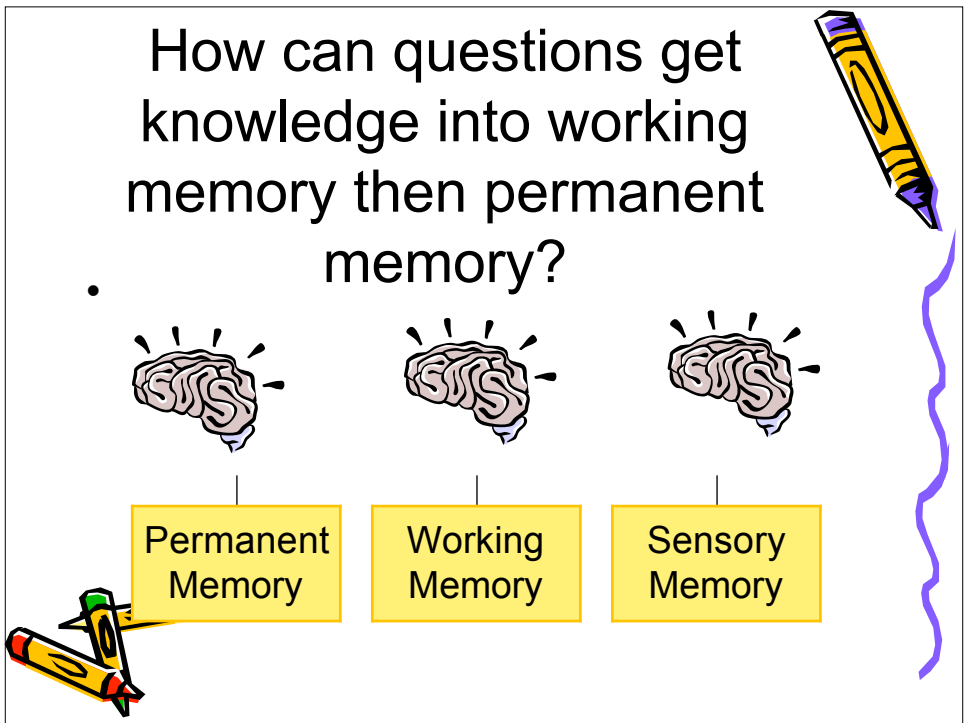 How can questions get
knowledge into working
memory then permanent
memory?
•
Permanent
Memory
Working
Memory
Sensory
Memory